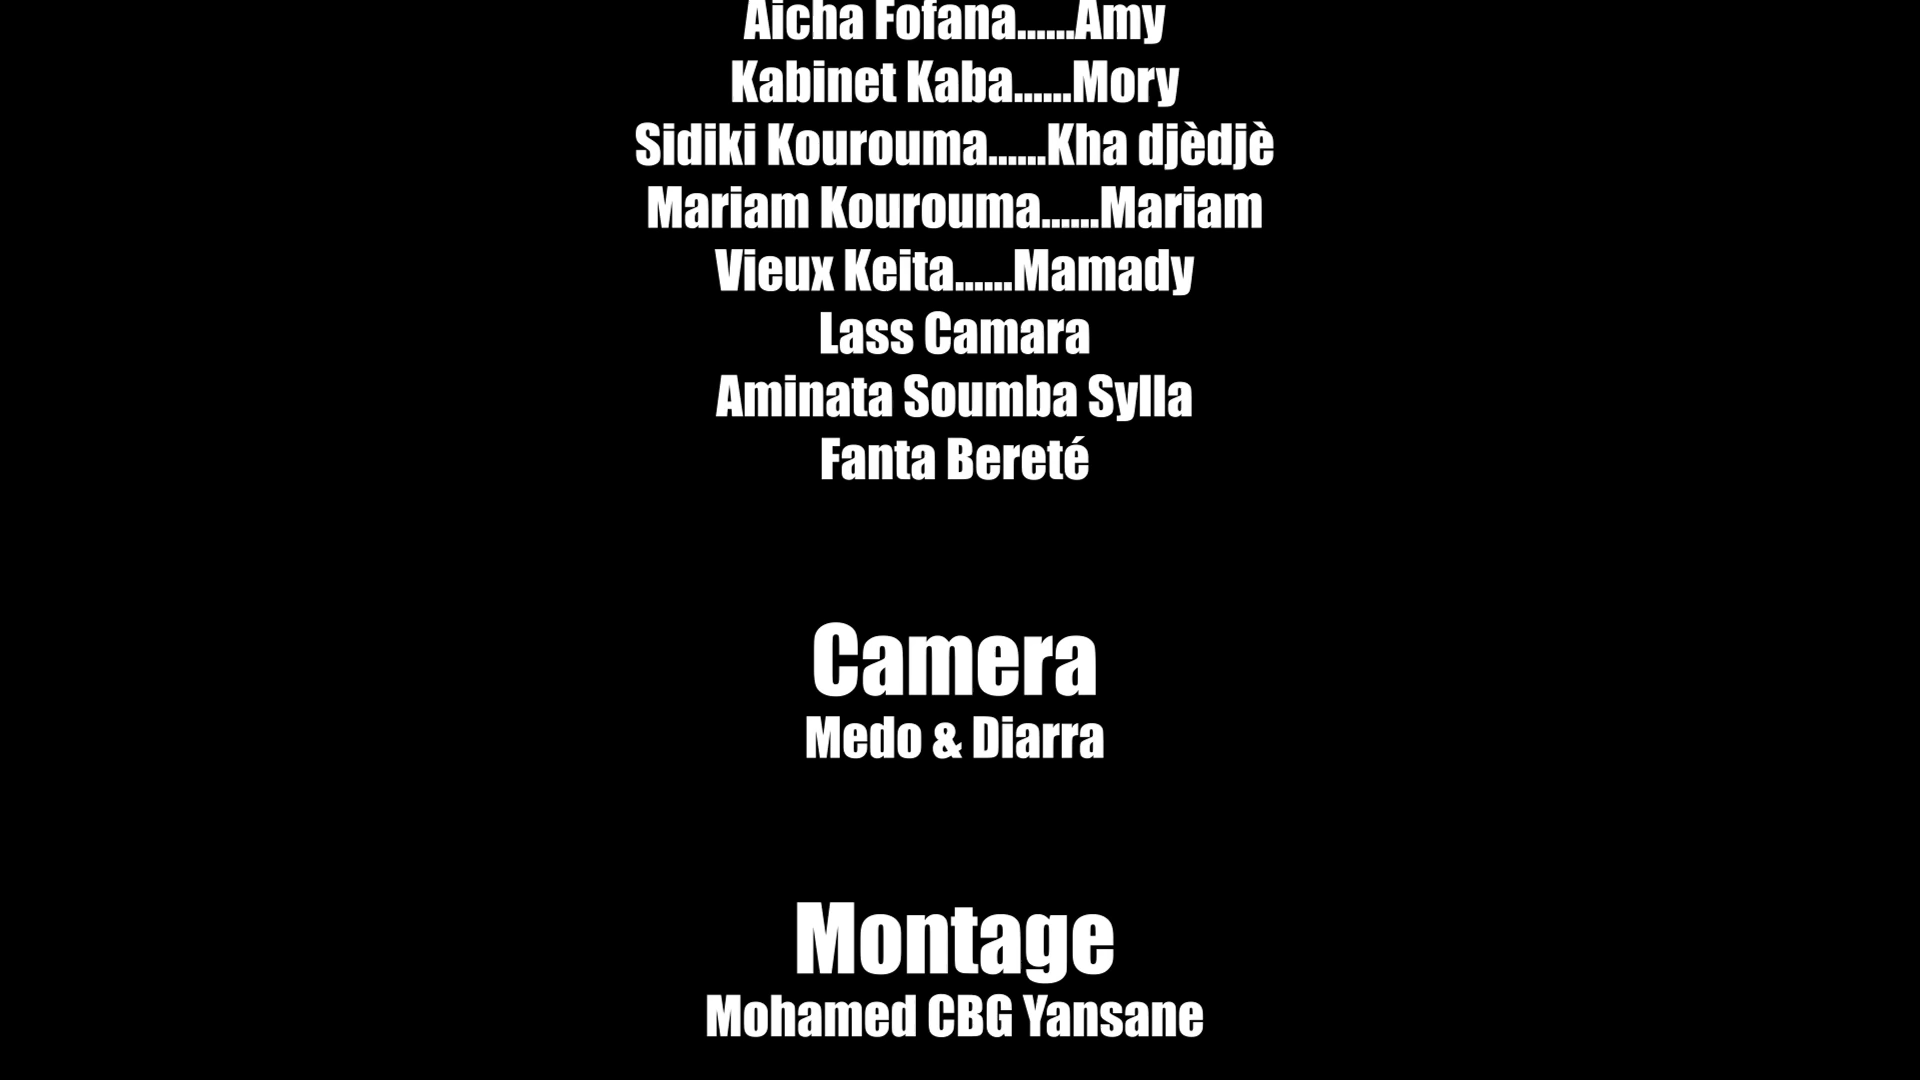 Aicha Fofana......Amy
Kabinet Kaba......Mory
Sidiki Kourouma......Kha djèdjè
Mariam Kourouma......Mariam
Vieux Keita......Mamady
Lass Camara
Aminata Soumba Sylla
Fanta Bereté
Camera
Medo & Diarra
Montage
Mohamed CBG Yansane